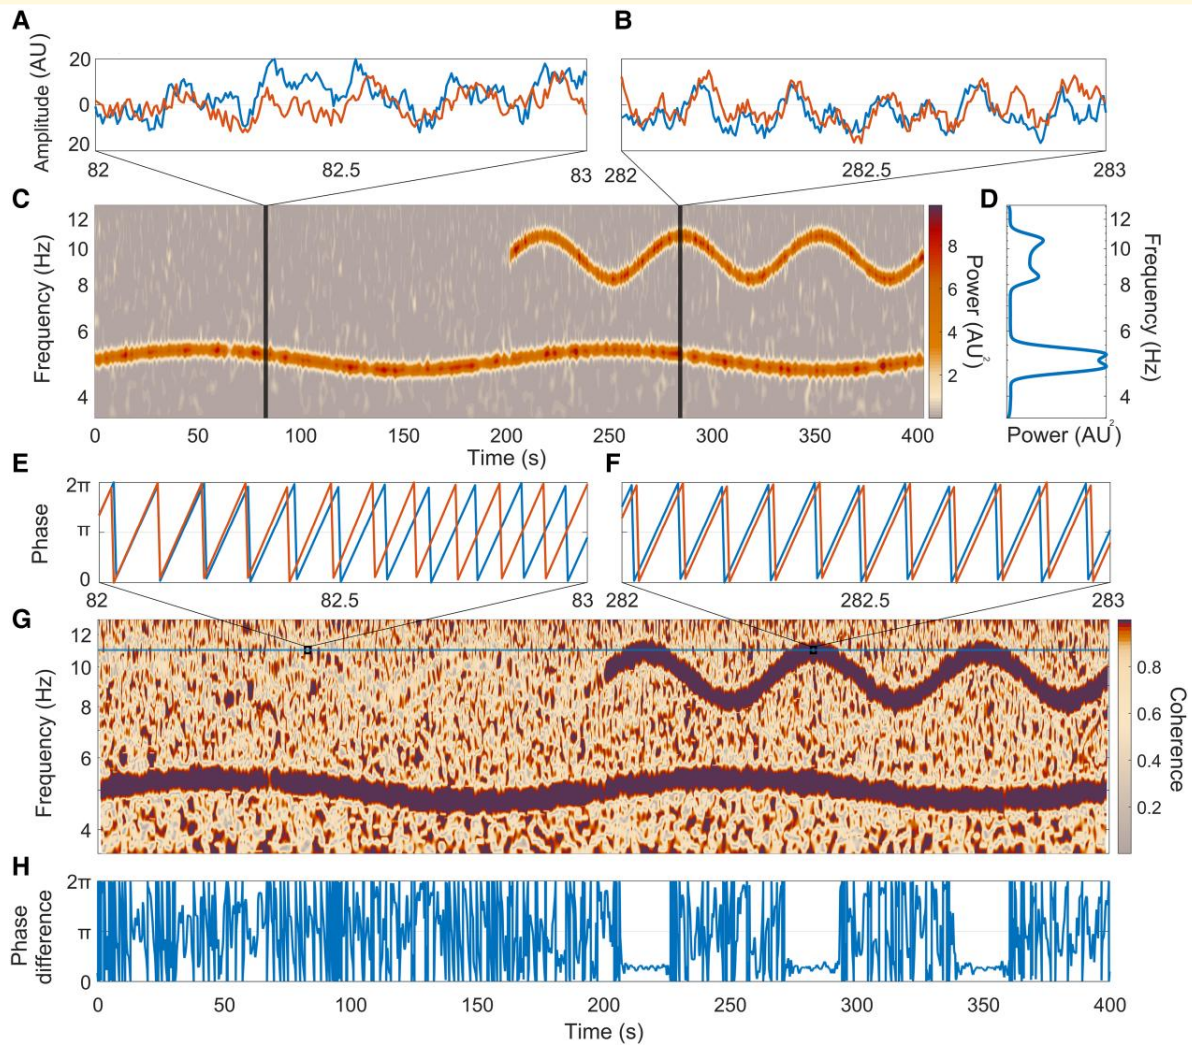 A
B
Amplitude (AU)
20
0
20
82
82.5
83
282
282.5
283
C
Frequency (Hz)
12
10
8
6
4
0
50
100
150
200
250
300
350
400
Time (s)
8
6
4
2
Power (AU²)
D
12
10
8
6
4
Frequency (Hz)
Power (AU²)
E
F
Phase
2π
π
0
82
82.5
83
282
282.5
283
G
Frequency (Hz)
12
10
8
6
4
0.8
0.6
0.4
0.2
Coherence
H
Phase
difference
2π
π
0
0
50
100
150
200
250
300
350
400
Time (s)